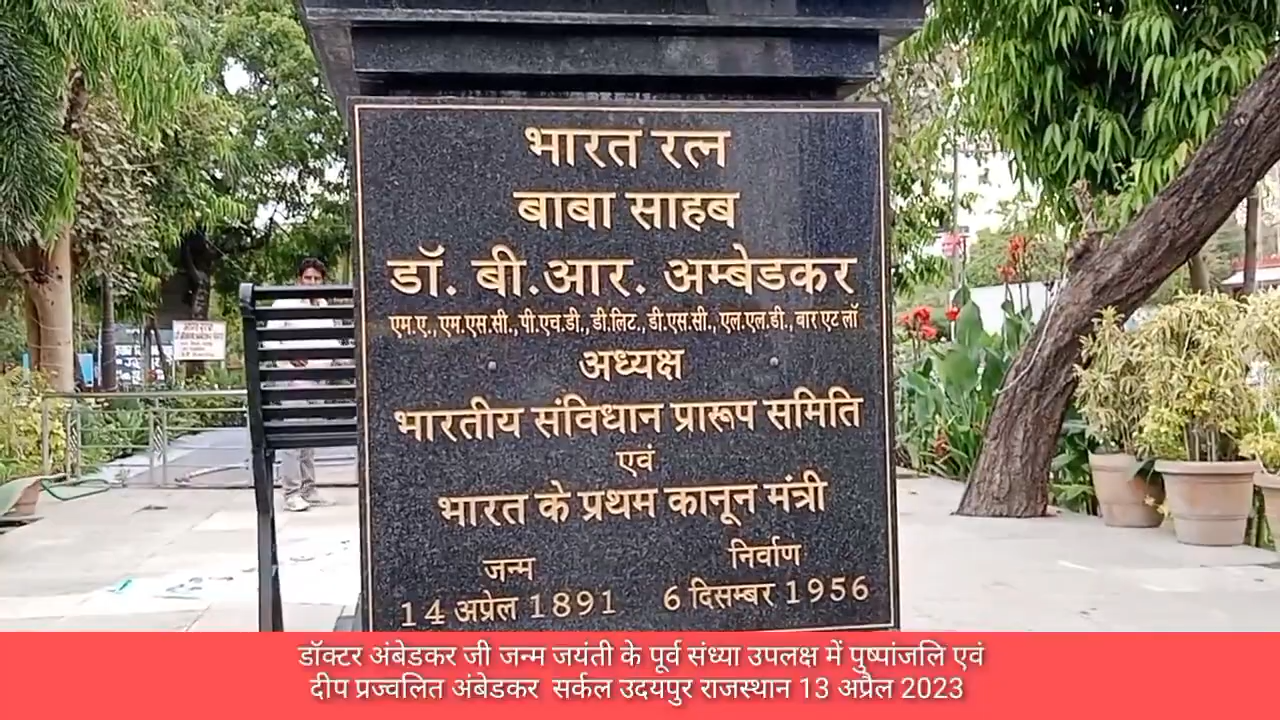 भारत रत्न
बाबा साहब
डॉ. बी.आर. अम्बेडकर
एम.ए., एम.एस.सी., पी.एच.डी., डी.लिट., डी.एस.सी., एल.एल.डी., बार एट लॉ
अध्यक्ष
भारतीय संविधान प्रारूप समिति
एवं
भारत के प्रथम कानून मंत्री
जन्म
14 अप्रेल 1891
निर्वाण
6 दिसम्बर 1956
डॉक्टर अंबेडकर जी जन्म जयंती के पूर्व संध्या उपलक्ष में पुष्पांजलि एवं
दीप प्रज्वलित अंबेडकर सर्कल उदयपुर राजस्थान 13 अप्रैल 2023